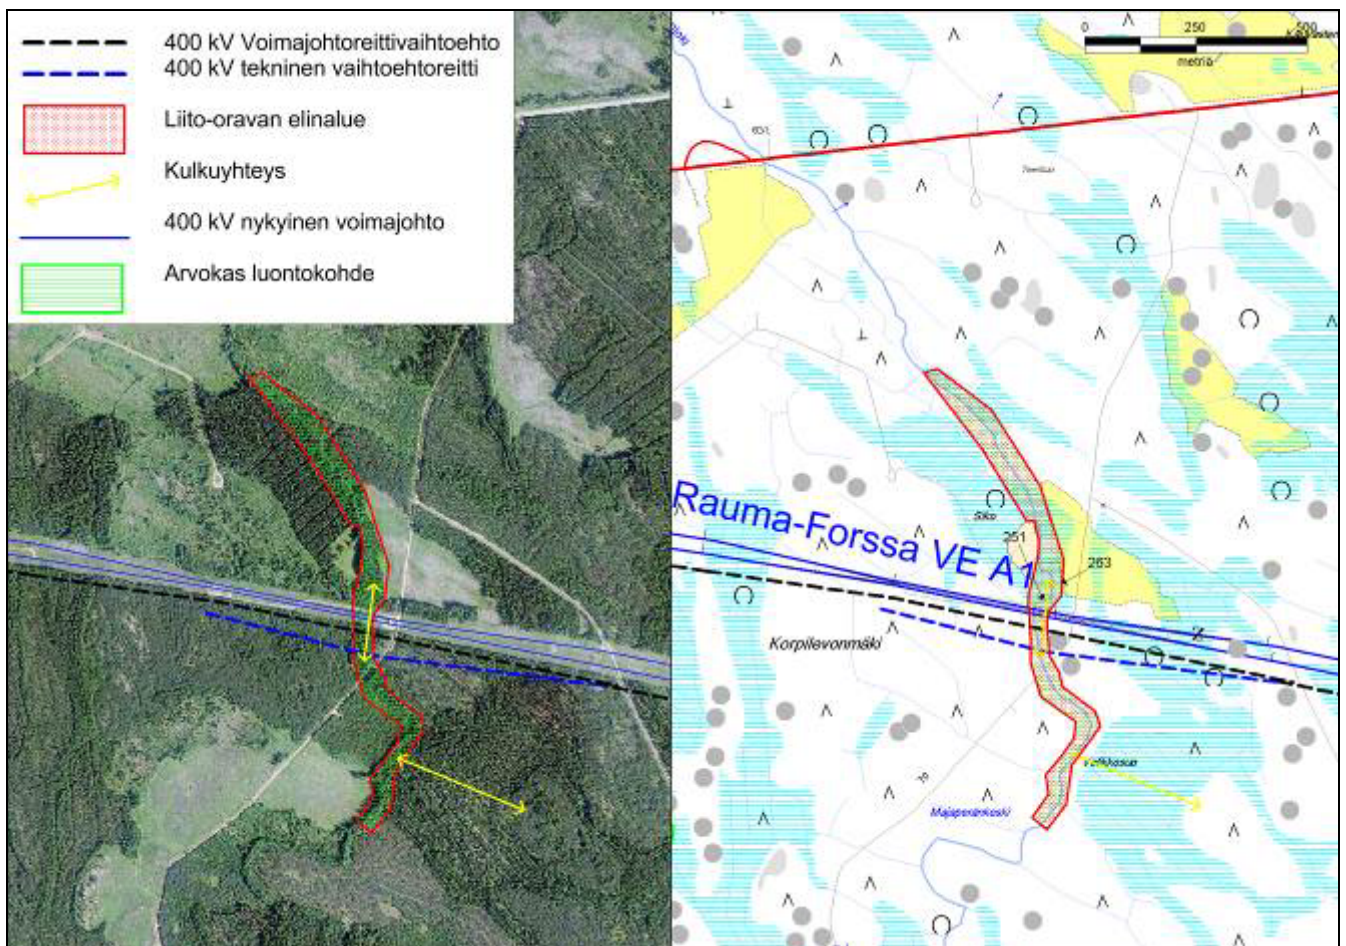 400 kV Voimajohtoreittivaihtoehto
400 kV tekninen vaihtoehtoreitti
Liito-oravan elinalue
Kulkuyhteys
400 kV nykyinen voimajohto
Arvokas luontokohde
0 250 500
metriä
Rauma-Forssa VE A1
251
263
Korpilevonmäki
Majaperänkoski